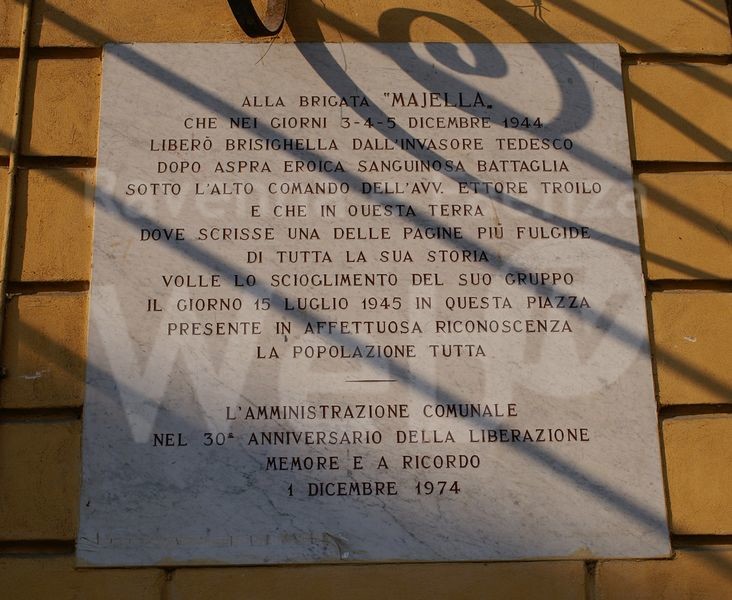 ALLA BRIGATA "MAJELLA„
CHE NEI GIORNI 3-4-5 DICEMBRE 1944
LIBERÒ BRISIGHELLA DALL'INVASORE TEDESCO
DOPO ASPRA EROICA SANGUINOSA BATTAGLIA
SOTTO L'ALTO COMANDO DELL'AVV. ETTORE TROILO
E CHE IN QUESTA TERRA
DOVE SCRISSE UNA DELLE PAGINE PIÙ FULGIDE
DI TUTTA LA SUA STORIA
VOLLE LO SCIOGLIMENTO DEL SUO GRUPPO
IL GIORNO 15 LUGLIO 1945 IN QUESTA PIAZZA
PRESENTE IN AFFETTUOSA RICONOSCENZA
LA POPOLAZIONE TUTTA
L'AMMINISTRAZIONE COMUNALE
NEL 30° ANNIVERSARIO DELLA LIBERAZIONE
MEMORE E A RICORDO
1 DICEMBRE 1974